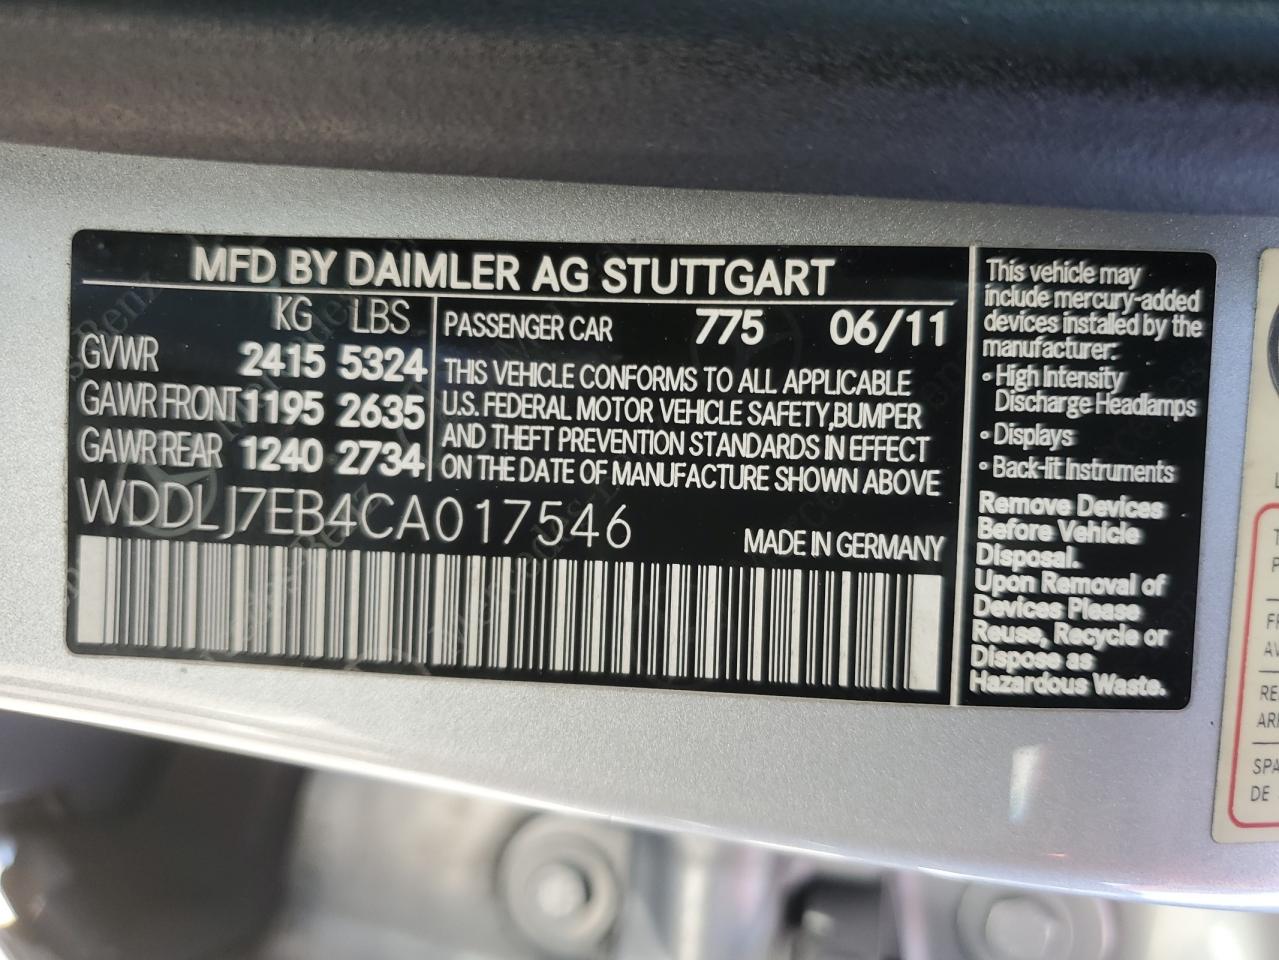 MFD BY DAIMLER AG STUTTGART
KG LBS
GVWR 2415 5324
GAWR FRONT 1195 2635
GAWR REAR 1240 2734
PASSENGER CAR 775 06/11
THIS VEHICLE CONFORMS TO ALL APPLICABLE
U.S. FEDERAL MOTOR VEHICLE SAFETY,BUMPER
AND THEFT PREVENTION STANDARDS IN EFFECT
ON THE DATE OF MANUFACTURE SHOWN ABOVE
WDDLJ7EB4CA017546
MADE IN GERMANY
This vehicle may
include mercury-added
devices installed by the
manufacturer:
• High Intensity
Discharge Headlamps
• Displays
• Back-lit Instruments
Remove Devices
Before Vehicle
Disposal.
Upon Removal of
Devices Please
Reuse, Recycle or
Dispose as
Hazardous Waste.
SPA
DE